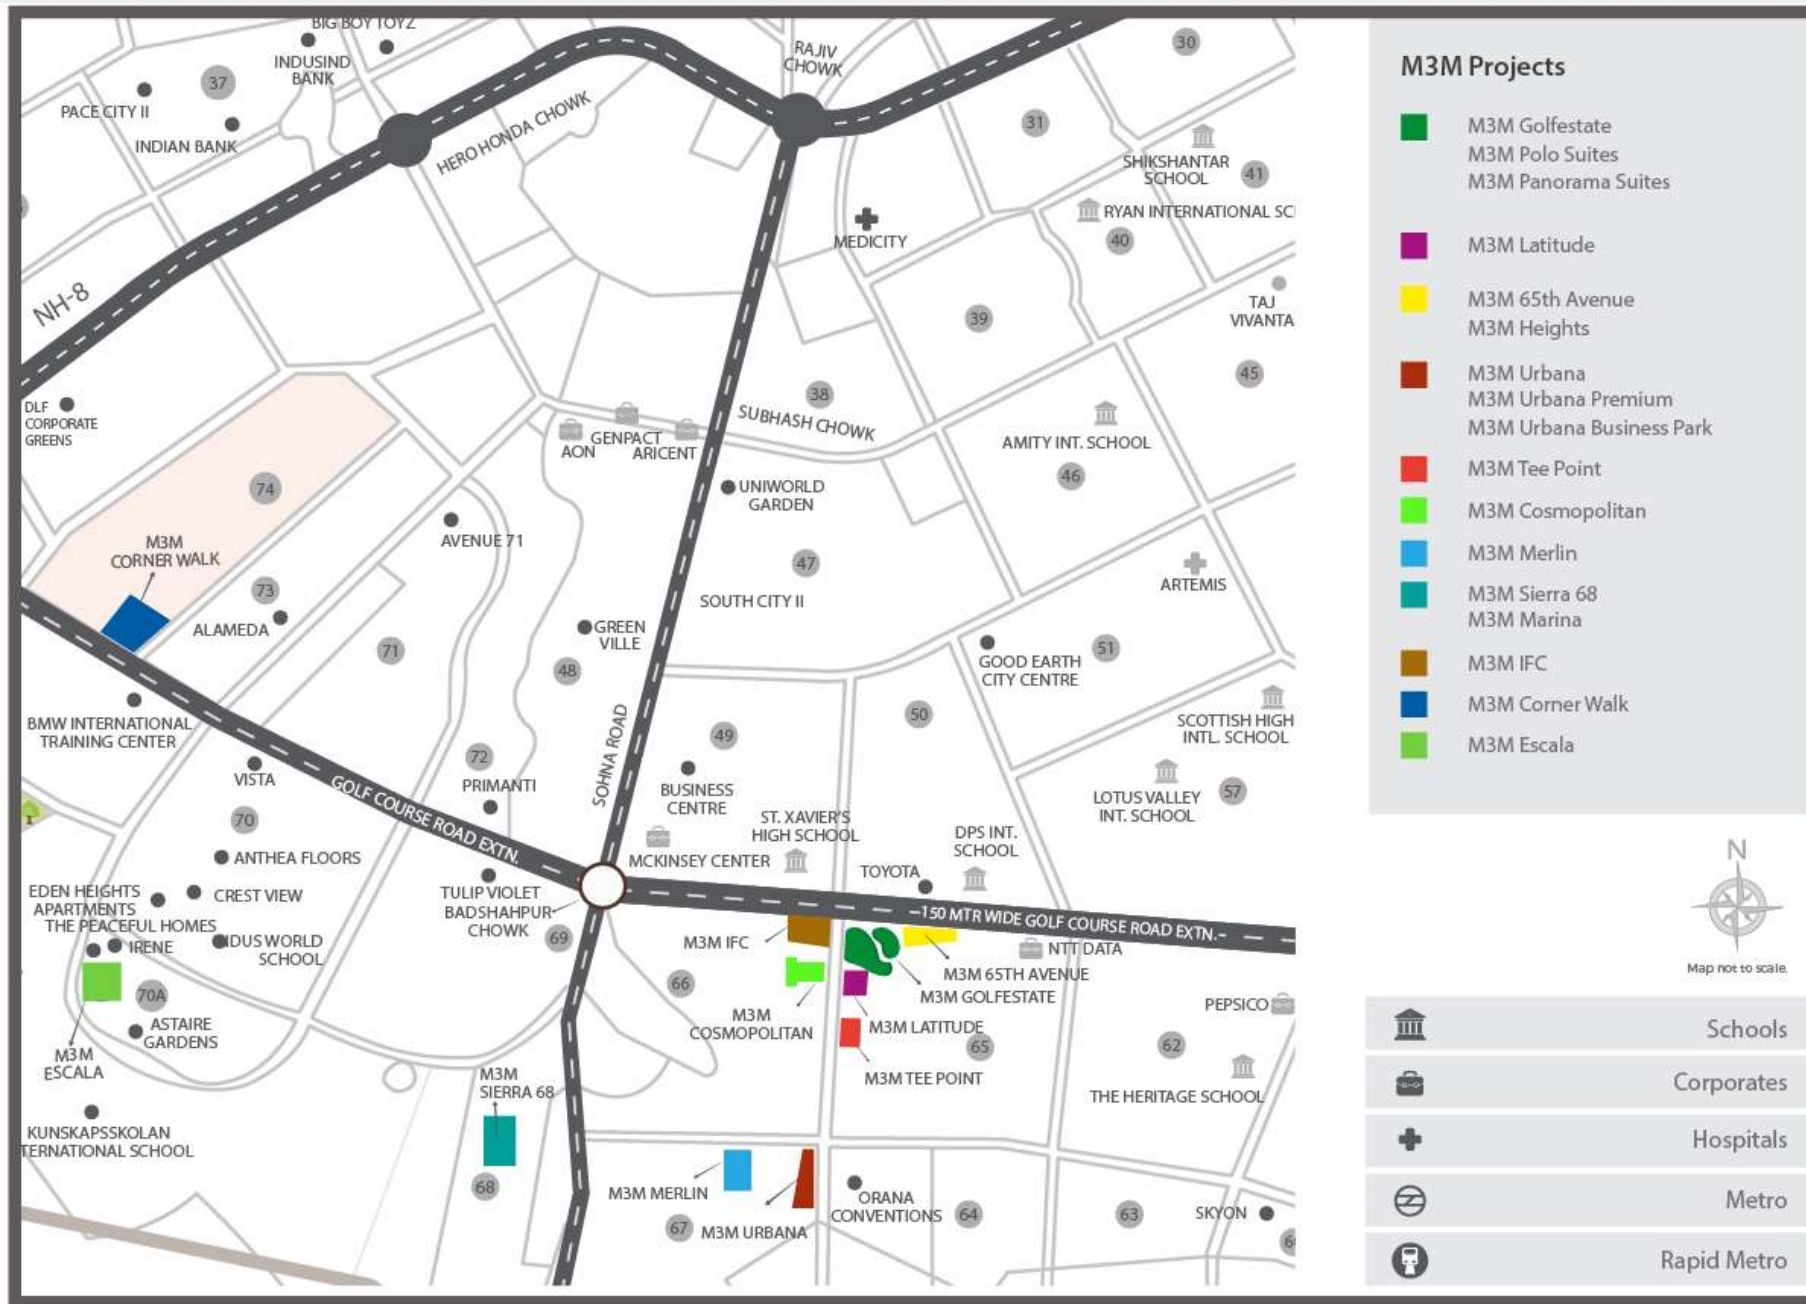 BIG BOY TOYZ
INDUSIND
BANK
37
PACE CITY II
INDIAN BANK
HERO HONDA CHOWK
RAJIV
CHOWK
30
31
SHIKSHANTAR
SCHOOL
41
RYAN INTERNATIONAL SC
40
MEDICITY
NH-8
39
TAJ
VIVANTA
45
DLF
CORPORATE
GREENS
38
SUBHASH CHOWK
GENPACT
AON
ARICENT
AMITY INT. SCHOOL
46
74
UNIWORLD
GARDEN
AVENUE 71
M3M
CORNER WALK
47
ARTEMIS
73
SOUTH CITY II
ALAMEDA
GREEN
VILLE
71
48
GOOD EARTH
CITY CENTRE
51
BMW INTERNATIONAL
TRAINING CENTER
SOHNA ROAD
49
50
SCOTTISH HIGH
INTL. SCHOOL
72
VISTA
PRIMANTI
GOLF COURSE ROAD EXTN.
BUSINESS
CENTRE
LOTUS VALLEY
INT. SCHOOL
57
70
ST. XAVIER'S
HIGH SCHOOL
DPS INT.
SCHOOL
ANTHEA FLOORS
MCKINSEY CENTER
TOYOTA
EDEN HEIGHTS
APARTMENTS
CREST VIEW
TULIP VIOLET
BADSHAHPUR
CHOWK
150 MTR WIDE GOLF COURSE ROAD EXTN.
THE PEACEFUL HOMES
IRENE
INDUS WORLD
SCHOOL
69
M3M IFC
NTT DATA
M3M 65TH AVENUE
M3M GOLFESTATE
66
70A
PEPSICO
M3M
COSMOPOLITAN
M3M LATITUDE
65
62
ASTAIRE
GARDENS
M3M
ESCALA
M3M
SIERRA 68
M3M TEE POINT
THE HERITAGE SCHOOL
KUNSKAPSSKOLAN
TERNATIONAL SCHOOL
68
M3M MERLIN
67
M3M URBANA
ORANA
CONVENTIONS
64
63
SKYON
M3M Projects
M3M Golfestate
M3M Polo Suites
M3M Panorama Suites
M3M Latitude
M3M 65th Avenue
M3M Heights
M3M Urbana
M3M Urbana Premium
M3M Urbana Business Park
M3M Tee Point
M3M Cosmopolitan
M3M Merlin
M3M Sierra 68
M3M Marina
M3M IFC
M3M Corner Walk
M3M Escala
N
Map not to scale.
Schools
Corporates
Hospitals
Metro
Rapid Metro